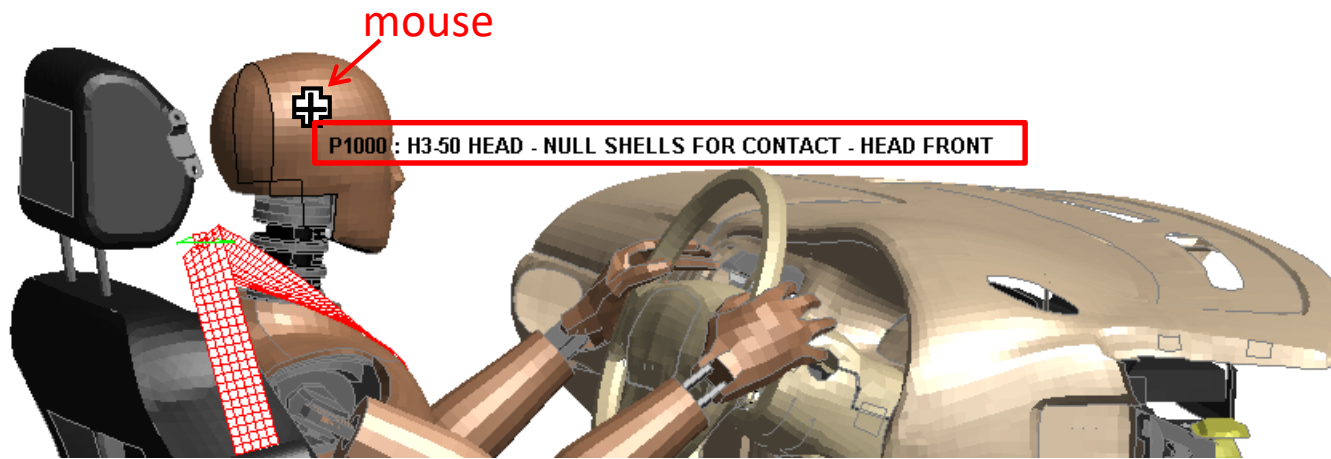 mouse
P1000 : H3-50 HEAD - NULL SHELLS FOR CONTACT - HEAD FRONT